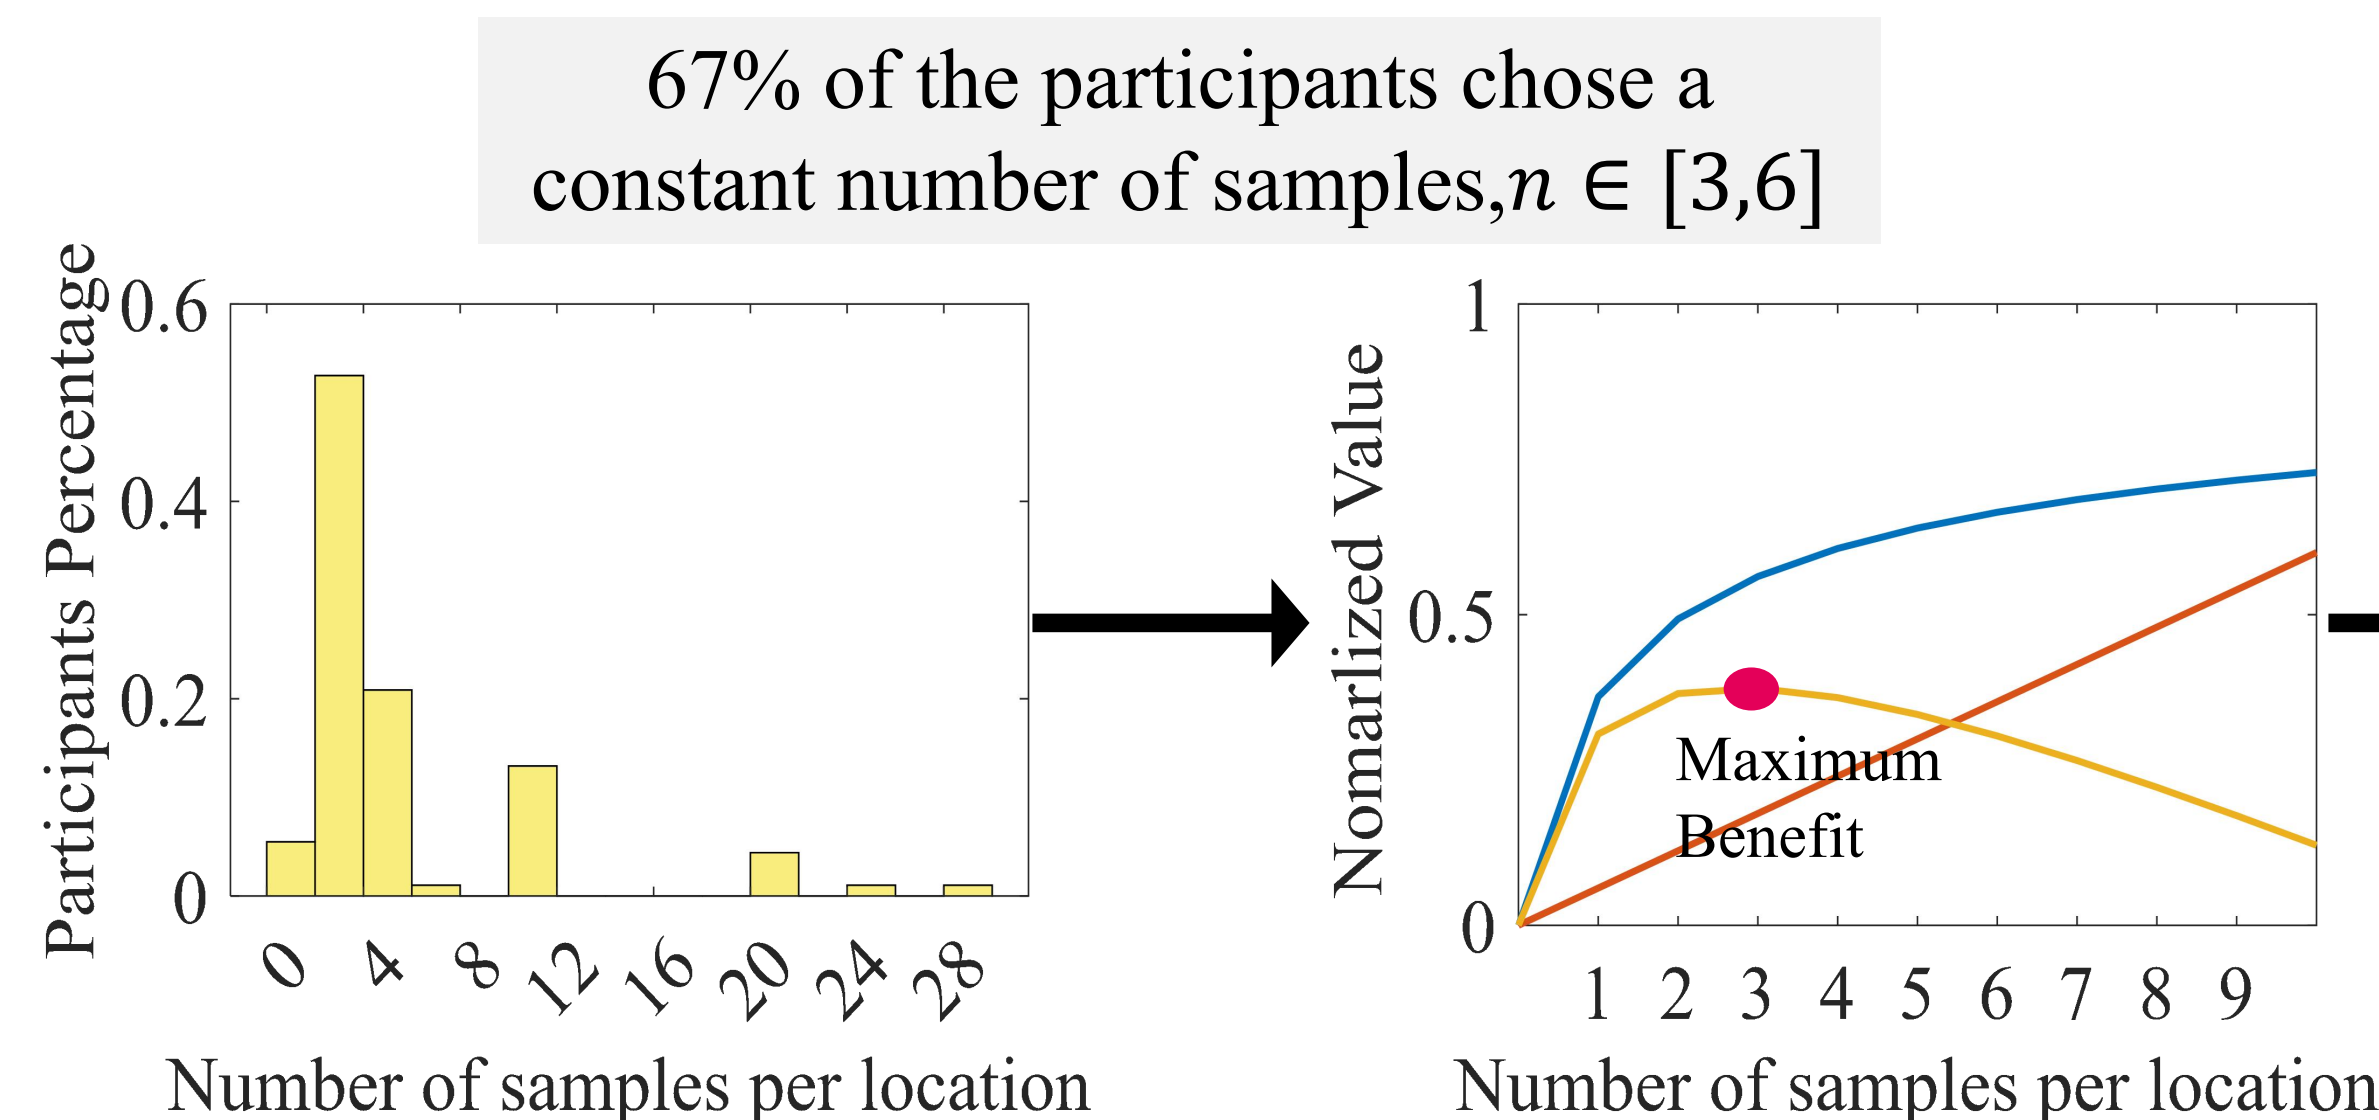 67% of the participants chose a
constant number of samples,n ∈ [3,6]
Participants Percentage
0.6
0.4
0.2
0
0 4 8 12 16 20 24 28
Number of samples per location
Nomarlized Value
1
0.5
0
Maximum
Benefit
1 2 3 4 5 6 7 8 9
Number of samples per location